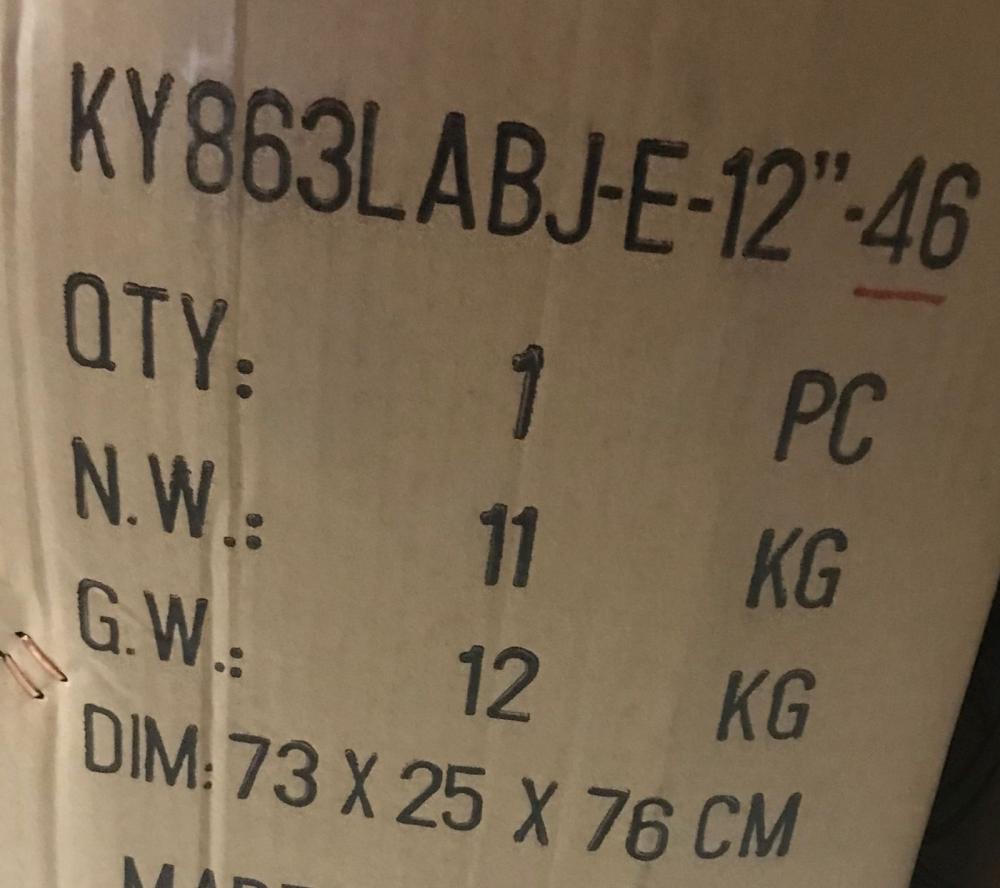 KY863LABJ-E-12”-46
QTY: 1 PC
N.W.: 11 KG
G.W.: 12 KG
DIM: 73 X 25 X 76 CM